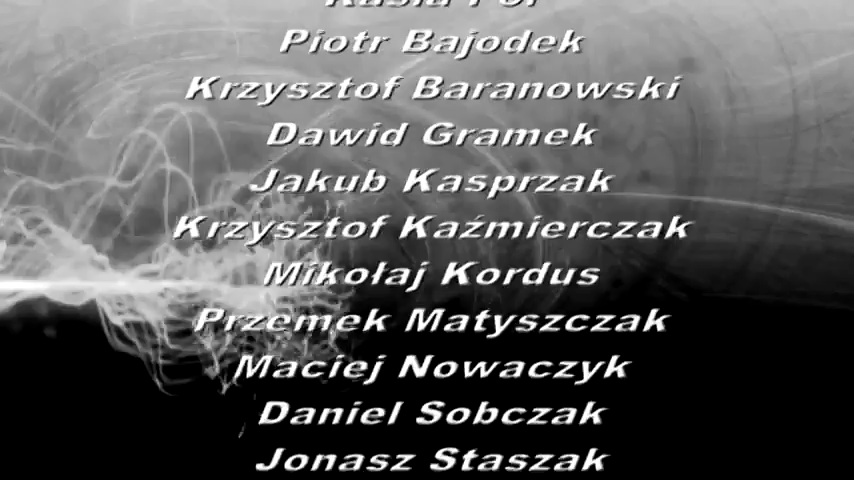 Piotr Bajodek
Krzysztof Baranowski
Dawid Gramek
Jakub Kasprzak
Krzysztof Kaźmierczak
Mikołaj Kordus
Przemek Matyszczak
Maciej Nowaczyk
Daniel Sobczak
Jonasz Staszak